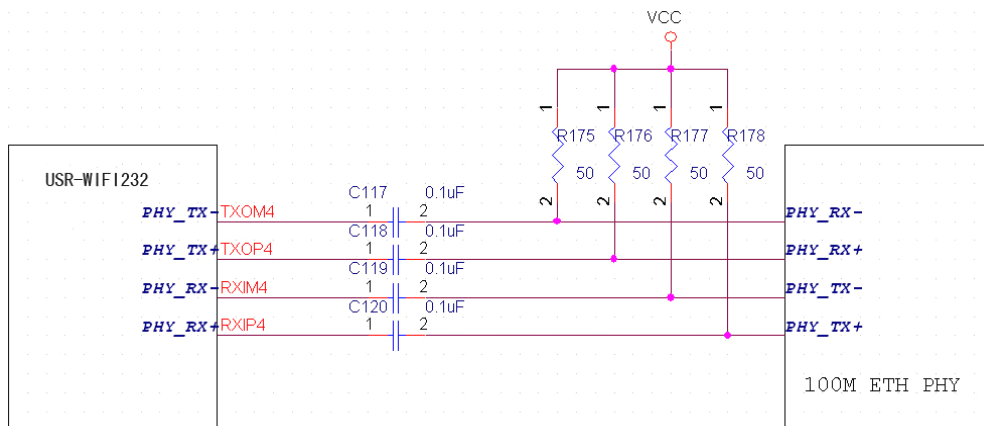 VCC
1 1 1 1
R175 R176 R177 R178
50 50 50 50
2 2 2 2
USR-WIFI232
C117 0.1uF
PHY_TX- TXOM4 1 2 PHY_RX-
C118 0.1uF
PHY_TX+ TXOP4 1 2 PHY_RX+
C119 0.1uF
PHY_RX- RXIM4 1 2 PHY_TX-
C120 0.1uF
PHY_RX+ RXIP4 1 2 PHY_TX+
100M ETH PHY